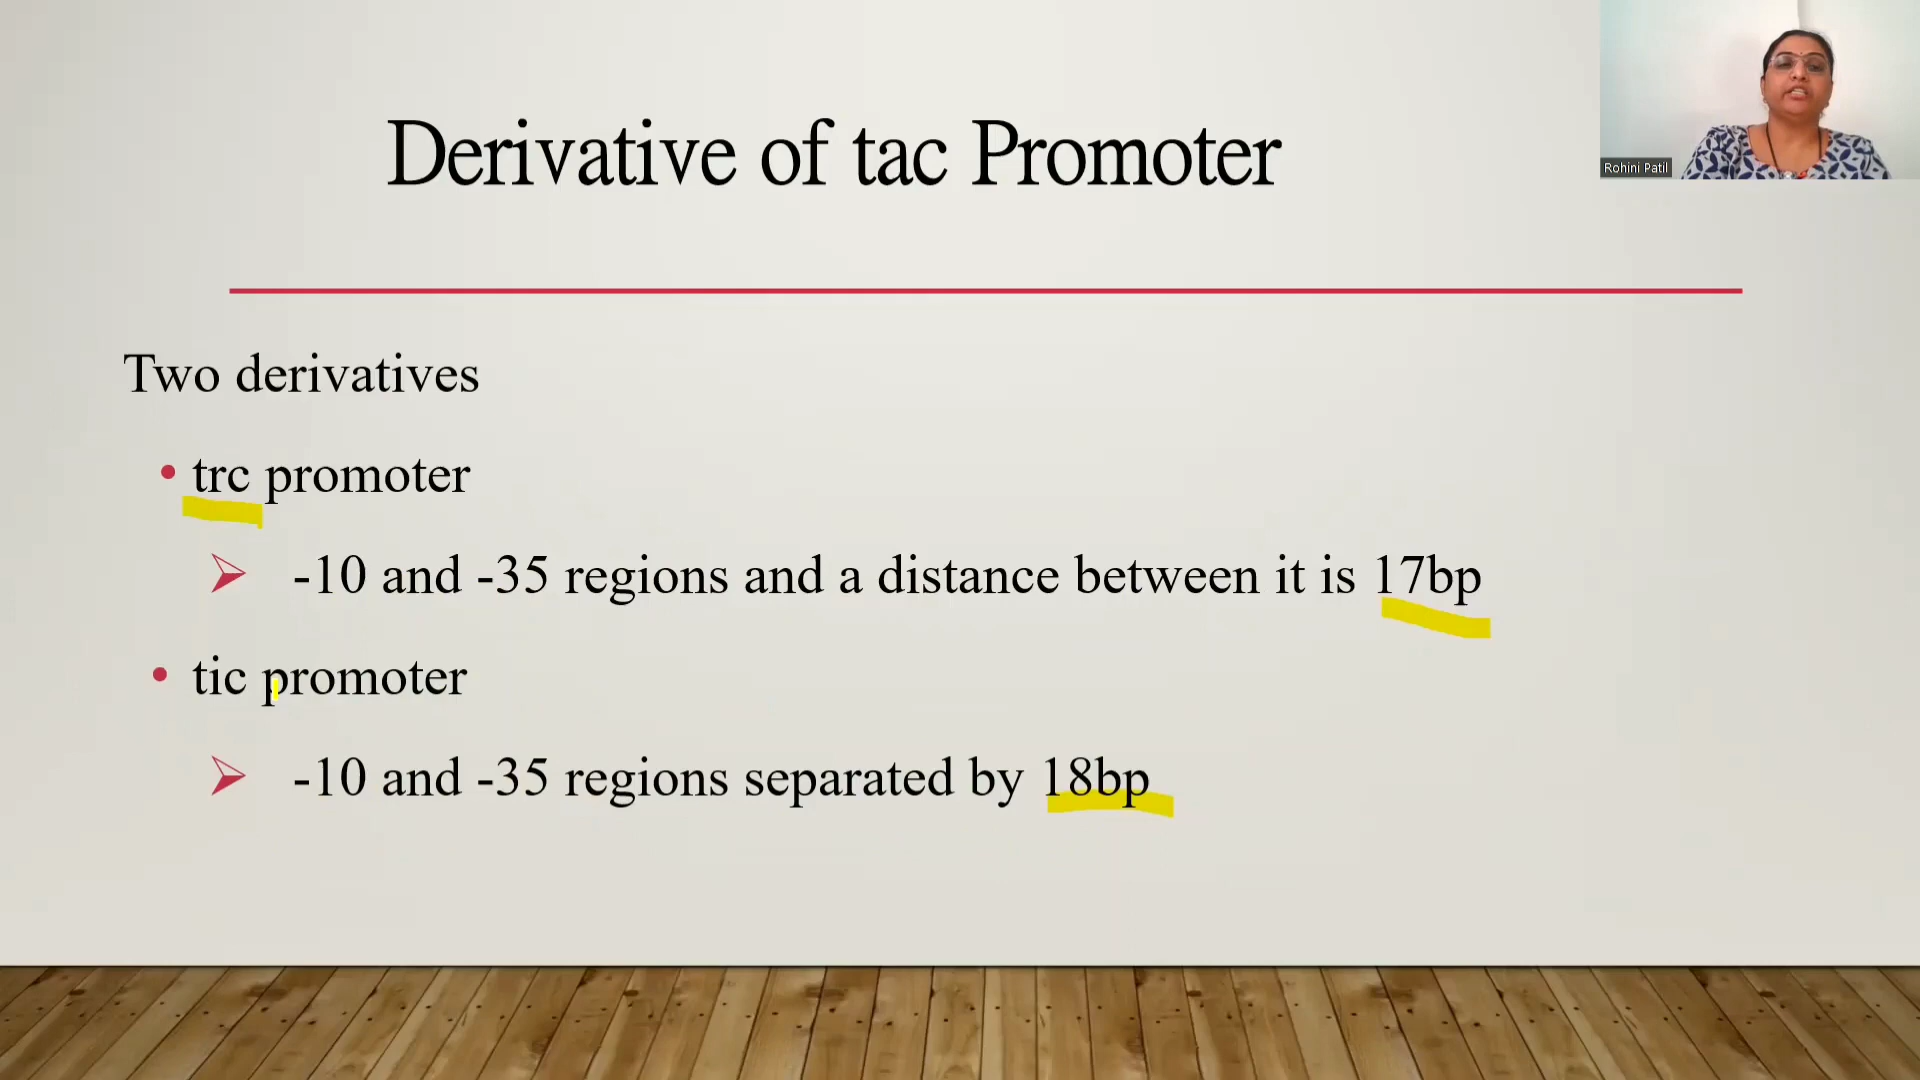 Derivative of tac Promoter
Rohini Patil
Two derivatives
• trc promoter
➢ -10 and -35 regions and a distance between it is 17bp
• tic promoter
➢ -10 and -35 regions separated by 18bp